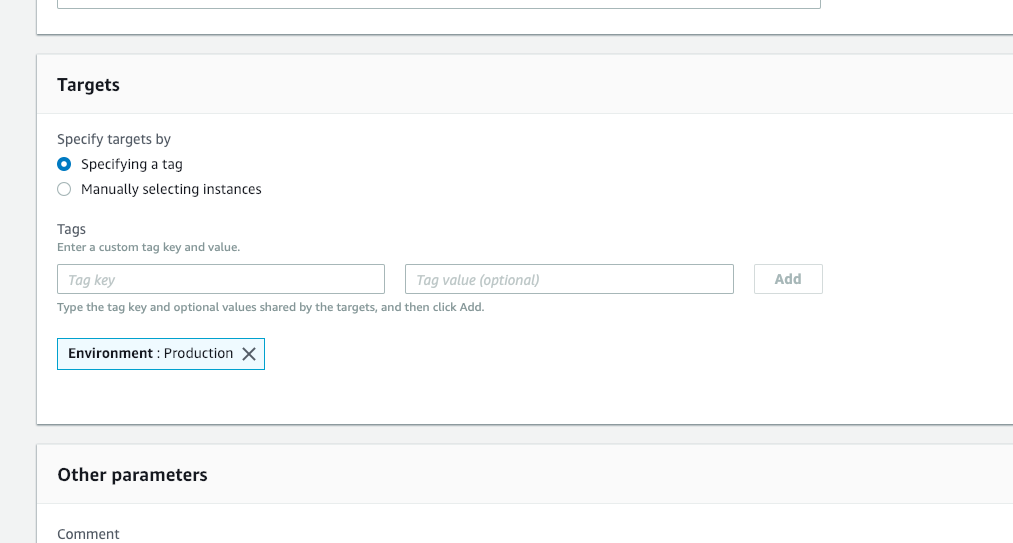 Targets
Specify targets by
Specifying a tag
Manually selecting instances
Tags
Enter a custom tag key and value.
Tag key
Tag value (optional)
Add
Type the tag key and optional values shared by the targets, and then click Add.
Environment : Production
Other parameters
Comment